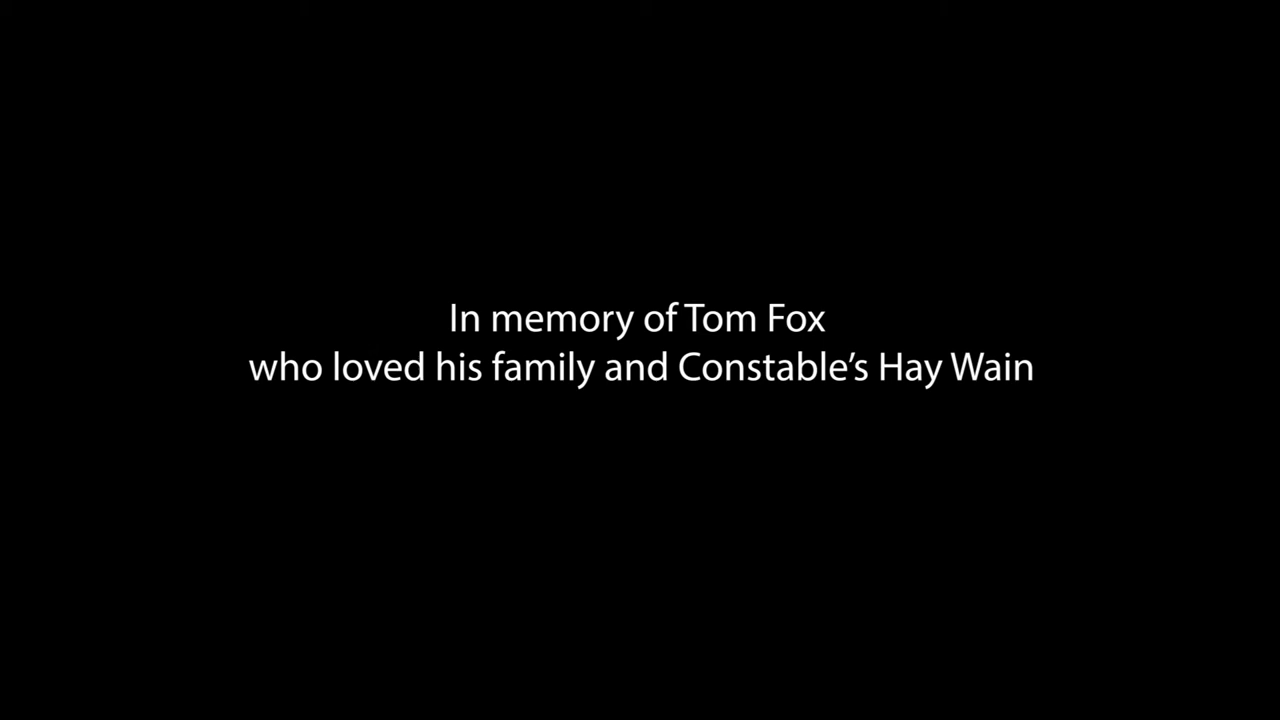 In memory of Tom Fox
who loved his family and Constable’s Hay Wain